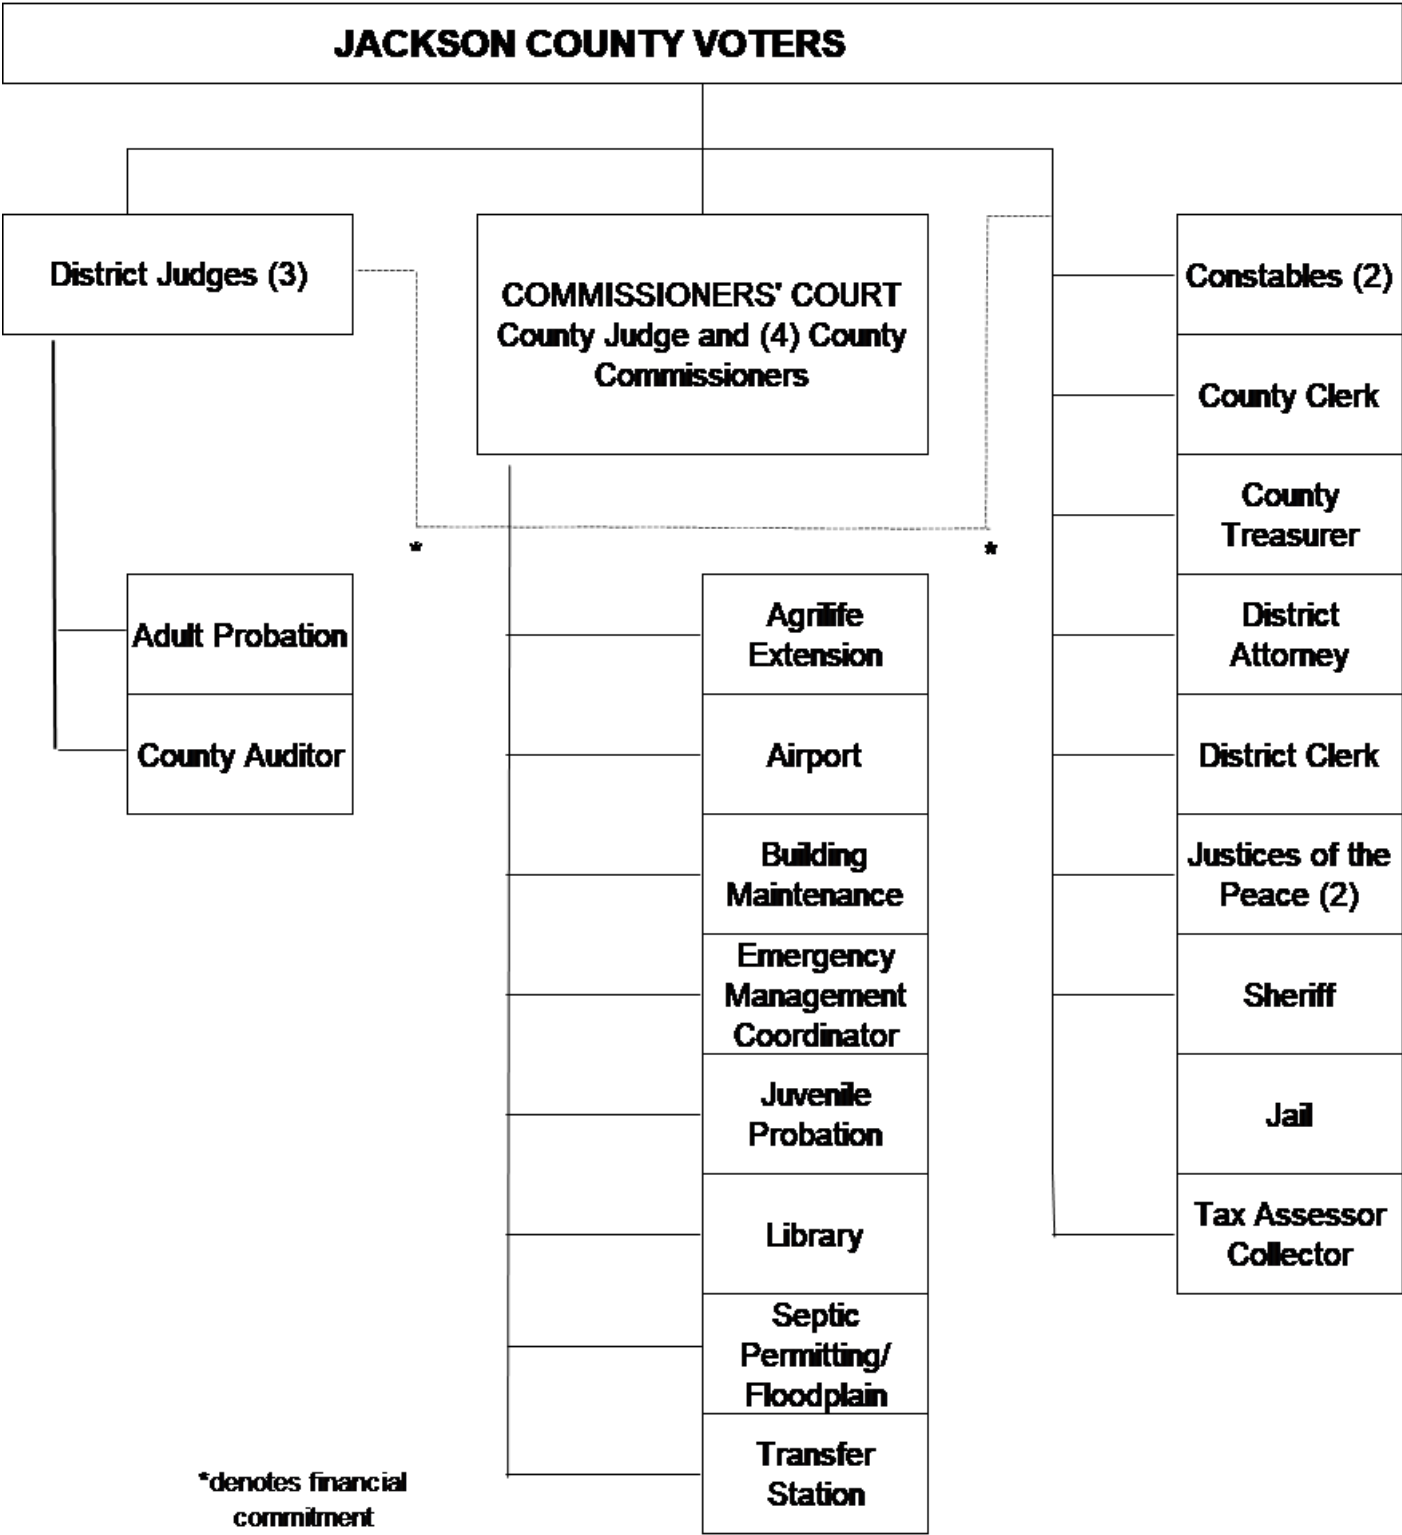 JACKSON COUNTY VOTERS
District Judges (3)
COMMISSIONERS' COURT
County Judge and (4) County
Commissioners
Constables (2)
County Clerk
County
Treasurer
District
Attorney
District Clerk
Justices of the
Peace (2)
Sheriff
Jail
Tax Assessor
Collector
*
*
Adult Probation
County Auditor
Agrilife
Extension
Airport
Building
Maintenance
Emergency
Management
Coordinator
Juvenile
Probation
Library
Septic
Permitting/
Floodplain
Transfer
Station
*denotes financial
commitment